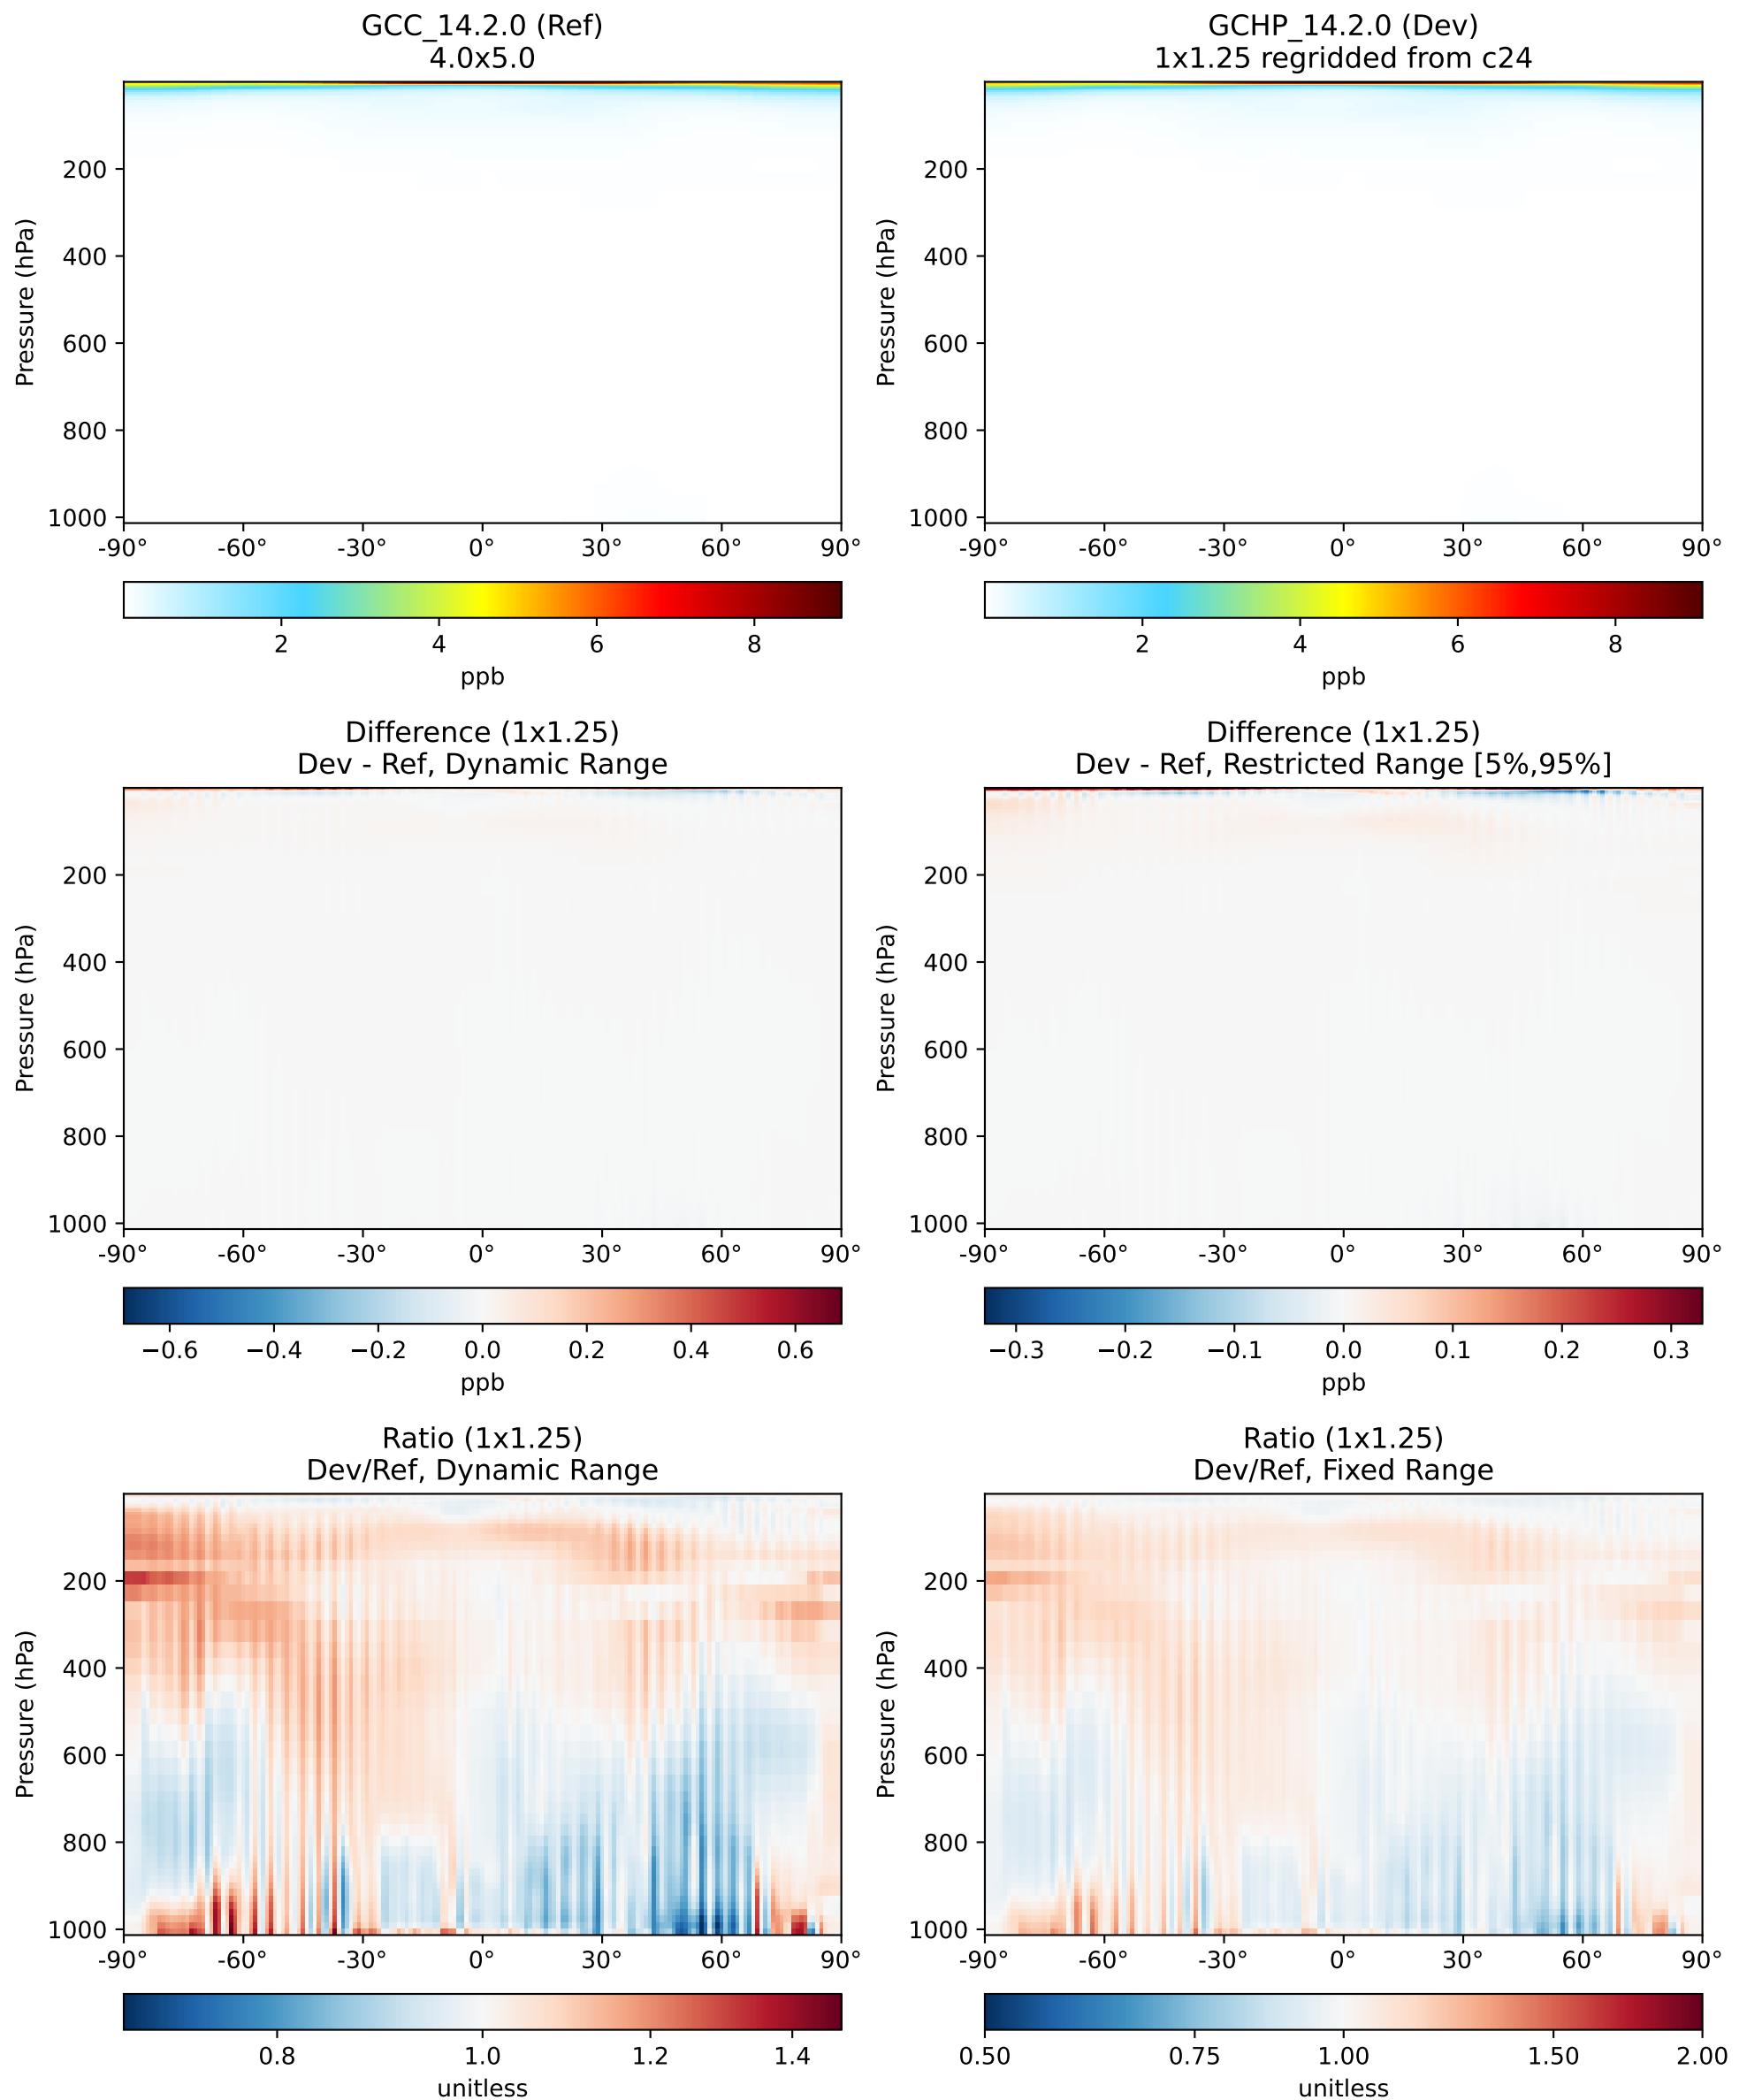 GCC_14.2.0 (Ref)
4.0x5.0
Pressure (hPa)
200
400
600
800
1000
-90° -60° -30° 0° 30° 60° 90°
2 4 6 8
ppb
GCHP_14.2.0 (Dev)
1x1.25 regridded from c24
Pressure (hPa)
200
400
600
800
1000
-90° -60° -30° 0° 30° 60° 90°
2 4 6 8
ppb
Difference (1x1.25)
Dev - Ref, Dynamic Range
Pressure (hPa)
200
400
600
800
1000
-90° -60° -30° 0° 30° 60° 90°
−0.6 −0.4 −0.2 0.0 0.2 0.4 0.6
ppb
Difference (1x1.25)
Dev - Ref, Restricted Range [5%,95%]
Pressure (hPa)
200
400
600
800
1000
-90° -60° -30° 0° 30° 60° 90°
−0.3 −0.2 −0.1 0.0 0.1 0.2 0.3
ppb
Ratio (1x1.25)
Dev/Ref, Dynamic Range
Pressure (hPa)
200
400
600
800
1000
-90° -60° -30° 0° 30° 60° 90°
0.8 1.0 1.2 1.4
unitless
Ratio (1x1.25)
Dev/Ref, Fixed Range
Pressure (hPa)
200
400
600
800
1000
-90° -60° -30° 0° 30° 60° 90°
0.50 0.75 1.00 1.50 2.00
unitless